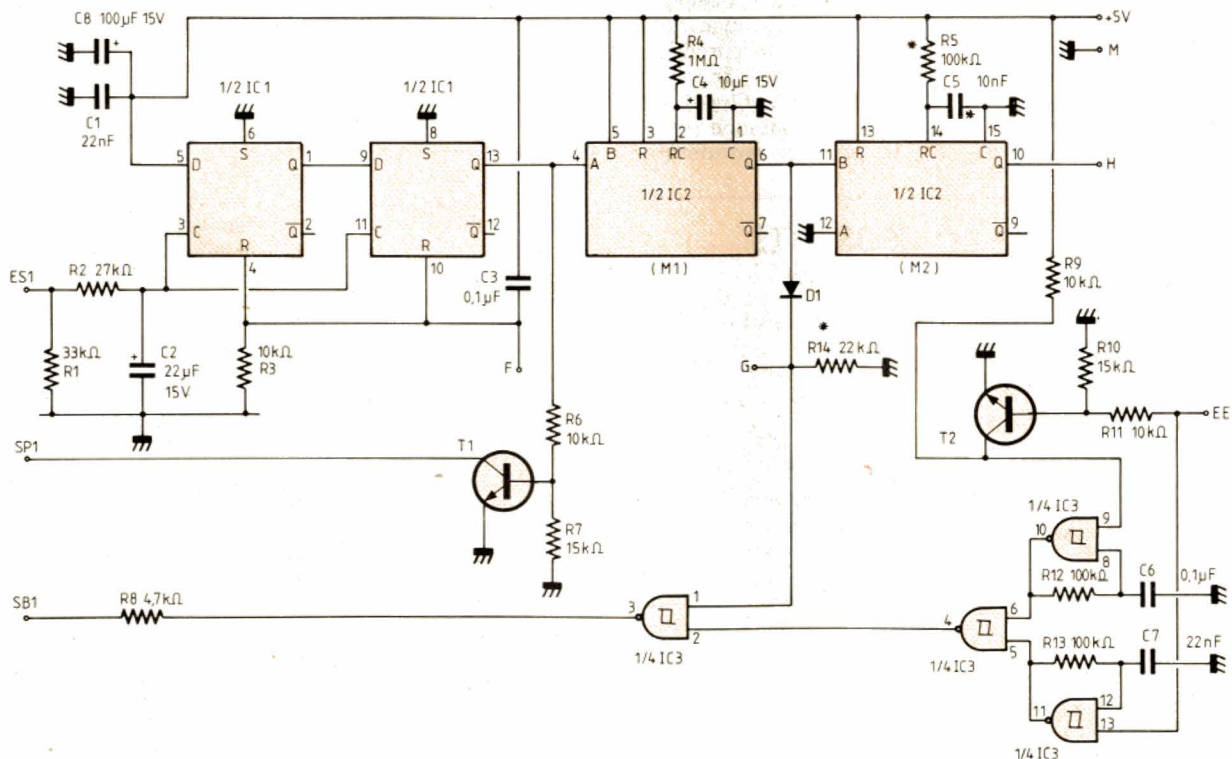 C8 100µF 15V
+5V
M
R4
1MΩ
*
R5
100kΩ
C4 10µF 15V
C5 10nF
*
C1
22nF
1/2 IC1
1/2 IC1
6
S
5 D
Q 1
3 C
Q 2
R
4
8
S
9 D
Q 13
11 C
Q 12
R
10
5 3 2 1
B R RC C
4 A
Q 6
1/2 IC2
Q 7
(M1)
13 14 15
R RC C
11 B
Q 10
H
1/2 IC2
12 A
Q 9
(M2)
ES1
R2 27kΩ
33kΩ
R1
C2
22µF
15V
10kΩ
R3
C3
0,1µF
F
D1
*
R14 22kΩ
G
R9
10kΩ
R10
15kΩ
R11 10kΩ
EE
T2
R6
10kΩ
SP1
T1
R7
15kΩ
1/4 IC3
10
9
8
R12 100kΩ
C6
0,1µF
SB1
R8 4,7kΩ
3
1
2
1/4 IC3
4
6
5
1/4 IC3
R13 100kΩ
C7
22nF
11
12
13
1/4 IC3